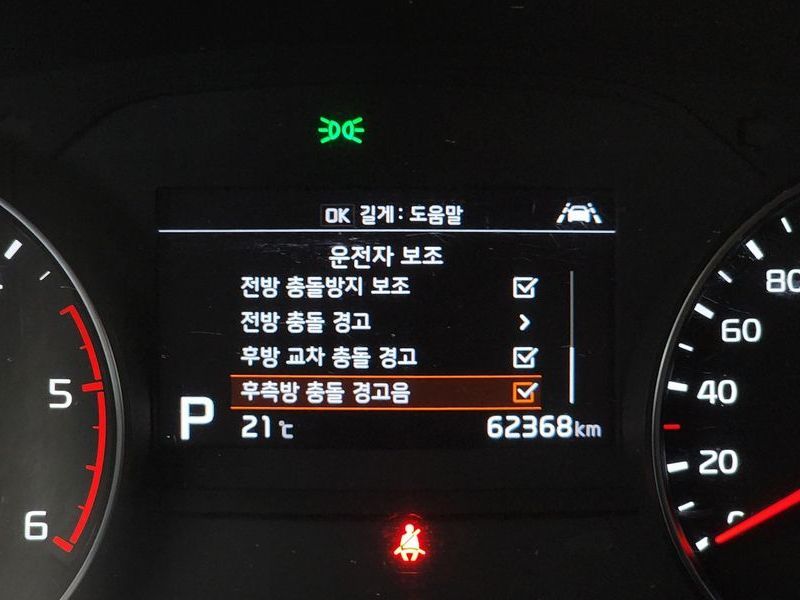 OK 길게 : 도움말
운전자 보조
전방 충돌방지 보조
전방 충돌 경고
후방 교차 충돌 경고
후측방 충돌 경고음
P
21℃
62368km
5
6
80
60
40
20
0